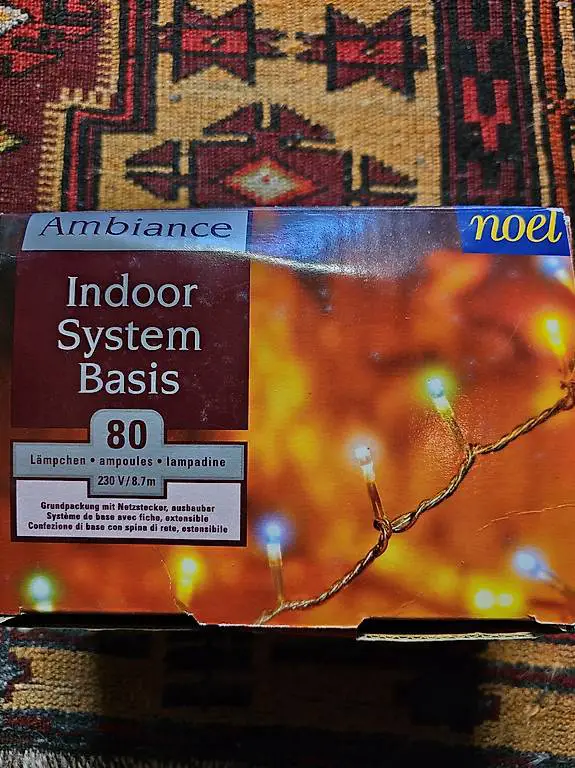 Ambiance
noel
Indoor
System
Basis
80
Lämpchen • ampoules • lampadine
230 V / 8.7m
Grundpackung mit Netzstecker, ausbaubar
Système de base avec fiche, extensible
Confezione di base con spina di rete, estensibile